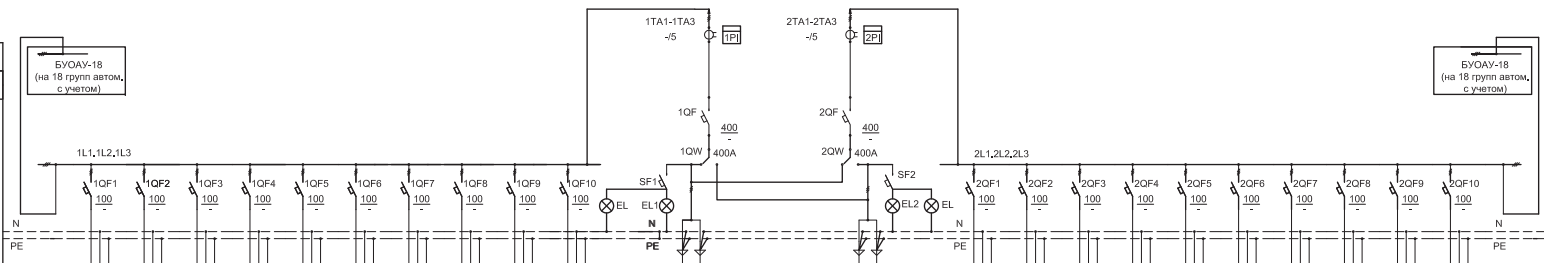 1TA1-1TA3
-/5
1PI
2TA1-2TA3
-/5
2PI
БУОАУ-18
(на 18 групп автом.
с учетом)
БУОАУ-18
(на 18 групп автом.
с учетом)
1QF
400
-
2QF
400
-
1QW
400А
2QW
400А
1L1,1L2,1L3
2L1,2L2,2L3
SF1
SF2
1QF1
100
-
1QF2
100
-
1QF3
100
-
1QF4
100
-
1QF5
100
-
1QF6
100
-
1QF7
100
-
1QF8
100
-
1QF9
100
-
1QF10
100
-
EL
EL1
EL2
EL
2QF1
100
-
2QF2
100
-
2QF3
100
-
2QF4
100
-
2QF5
100
-
2QF6
100
-
2QF7
100
-
2QF8
100
-
2QF9
100
-
2QF10
100
-
N
N
N
N
PE
PE
PE
PE